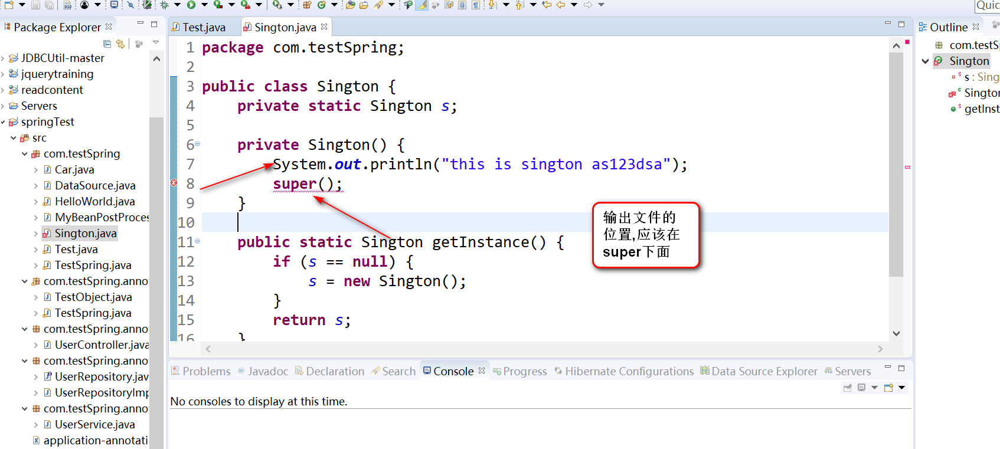 Quic
Package Explorer
JDBCUtil-master
jquerytraining
readcontent
Servers
springTest
src
com.testSpring
Car.java
DataSource.java
HelloWorld.java
MyBeanPostProces
Sington.java
Test.java
TestSpring.java
com.testSpring.anno
TestObject.java
TestSpring.java
com.testSpring.anno
UserController.java
com.testSpring.anno
UserRepository.jav
UserRepositoryImp
com.testSpring.anno
UserService.java
application-annotati
Test.java Sington.java
1 package com.testSpring;
2
3 public class Sington {
4 private static Sington s;
5
6 private Sington() {
7 System.out.println("this is sington as123dsa");
8 super();
9 }
10
11 public static Sington getInstance() {
12 if (s == null) {
13 s = new Sington();
14 }
15 return s;
16 }
输出文件的
位置,应该在
super下面
Problems @ Javadoc Declaration Search Console Progress Hibernate Configurations Data Source Explorer Servers
No consoles to display at this time.
Outline
com.testS
Sington
s : Sing
Sington
getInst